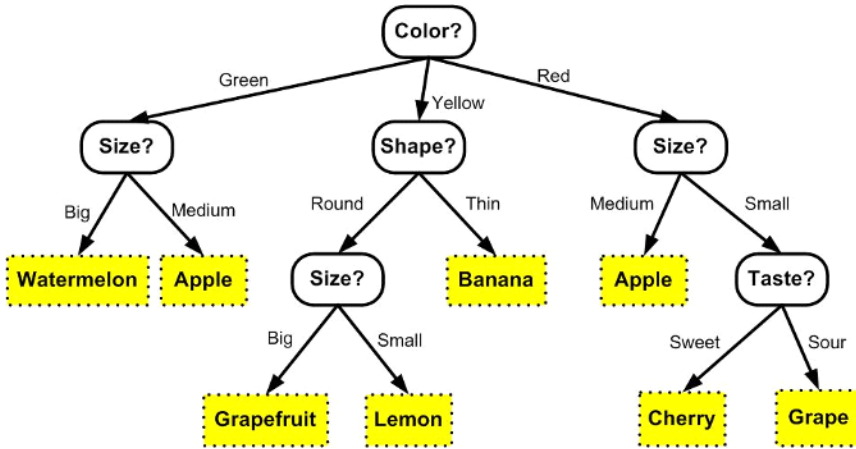 Color?
Green
Yellow
Red
Size?
Shape?
Size?
Big
Medium
Round
Thin
Medium
Small
Watermelon
Apple
Size?
Banana
Apple
Taste?
Big
Small
Sweet
Sour
Grapefruit
Lemon
Cherry
Grape